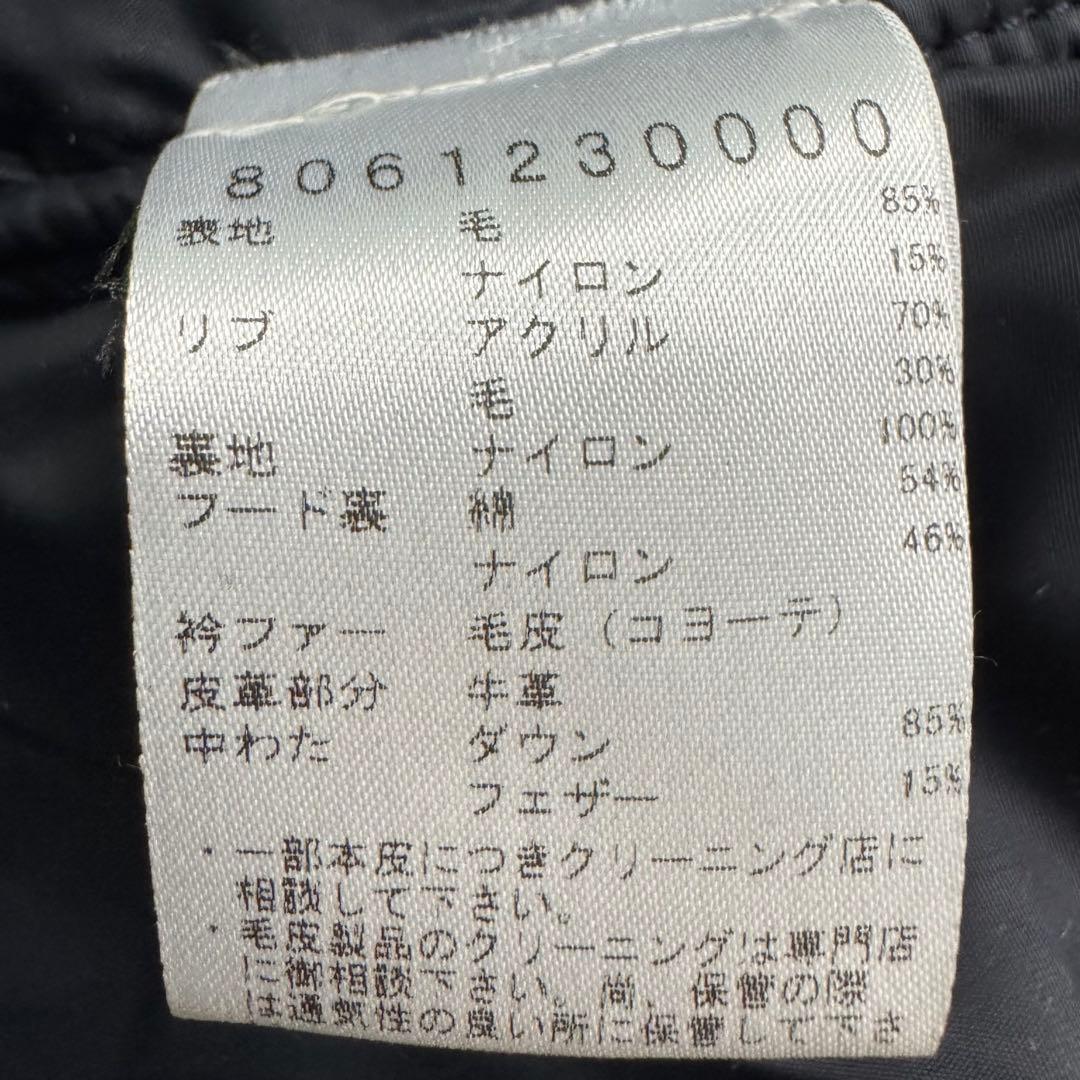 8061230000
表地 毛 85%
ナイロン 15%
リブ アクリル 70%
毛 30%
裏地 ナイロン 100%
フード裏 綿 54%
ナイロン 46%
衿ファー 毛皮（コヨーテ）
皮革部分 牛革
中わた ダウン 85%
フェザー 15%
・一部本皮につきクリーニング店に
相談して下さい。
・毛皮製品のクリーニングは専門店
に御相談下さい。尚、保管の際
は通気性の良い所に保管して下さ